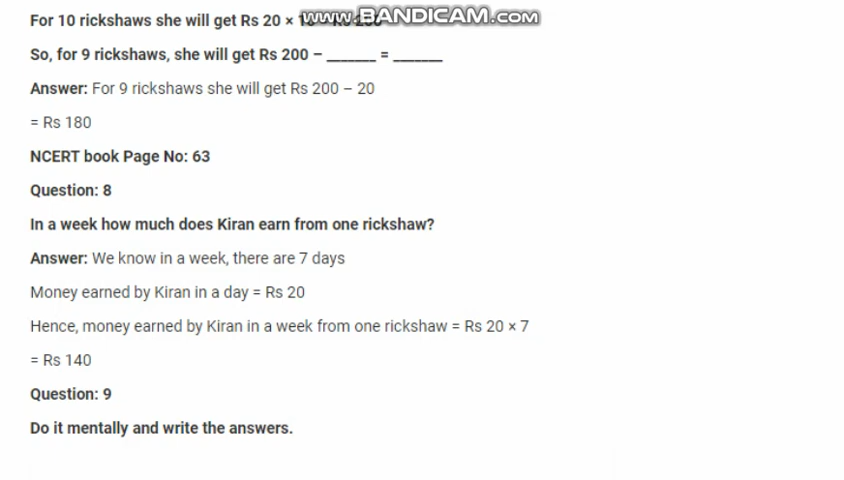 www.BANDICAM.com
For 10 rickshaws she will get Rs 20 ×
So, for 9 rickshaws, she will get Rs 200 – _______ = _______
Answer: For 9 rickshaws she will get Rs 200 – 20
= Rs 180
NCERT book Page No: 63
Question: 8
In a week how much does Kiran earn from one rickshaw?
Answer: We know in a week, there are 7 days
Money earned by Kiran in a day = Rs 20
Hence, money earned by Kiran in a week from one rickshaw = Rs 20 × 7
= Rs 140
Question: 9
Do it mentally and write the answers.